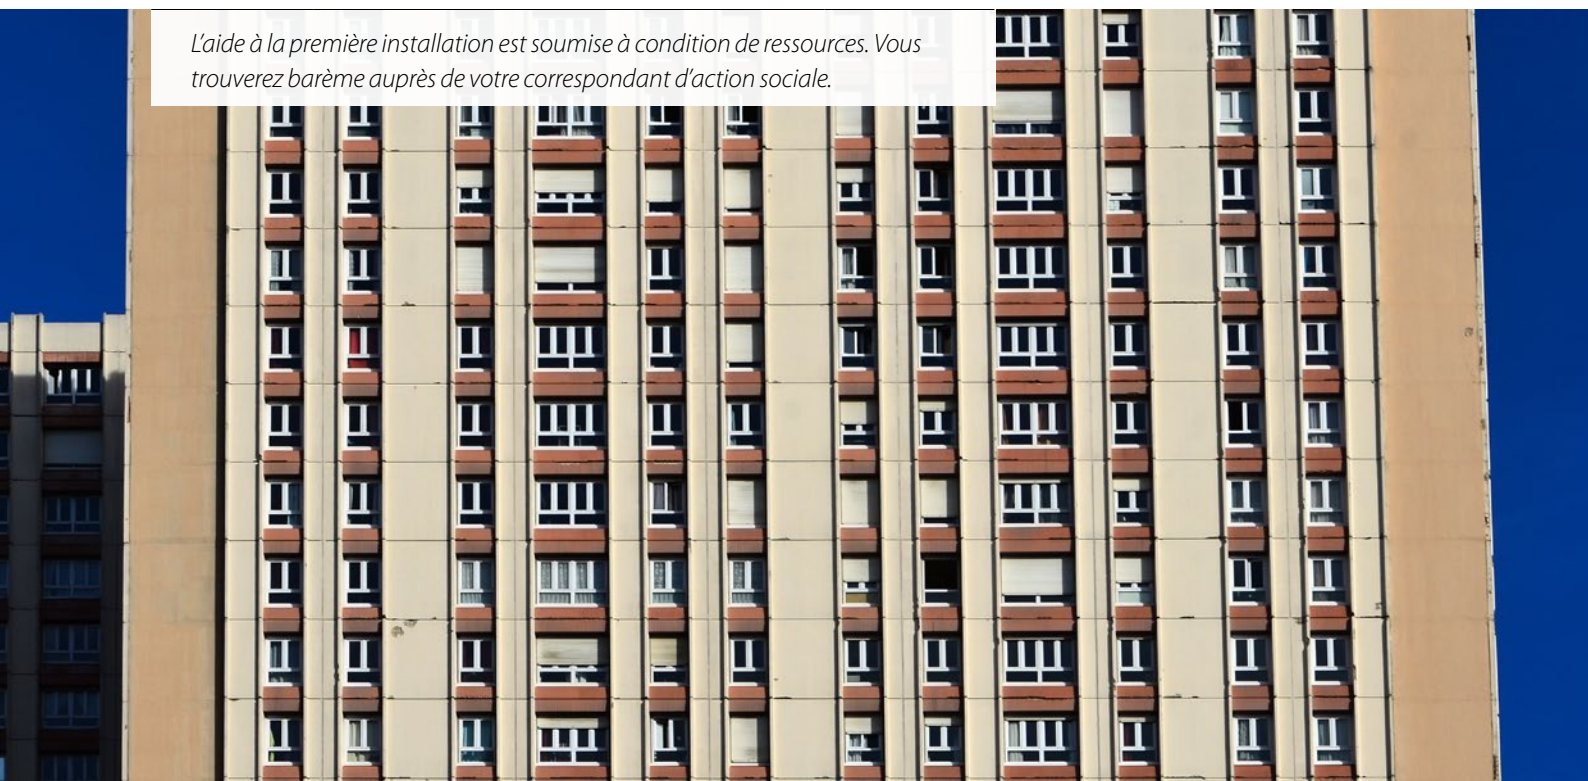 L'aide à la première installation est soumise à condition de ressources. Vous
trouverez barème auprès de votre correspondant d'action sociale.